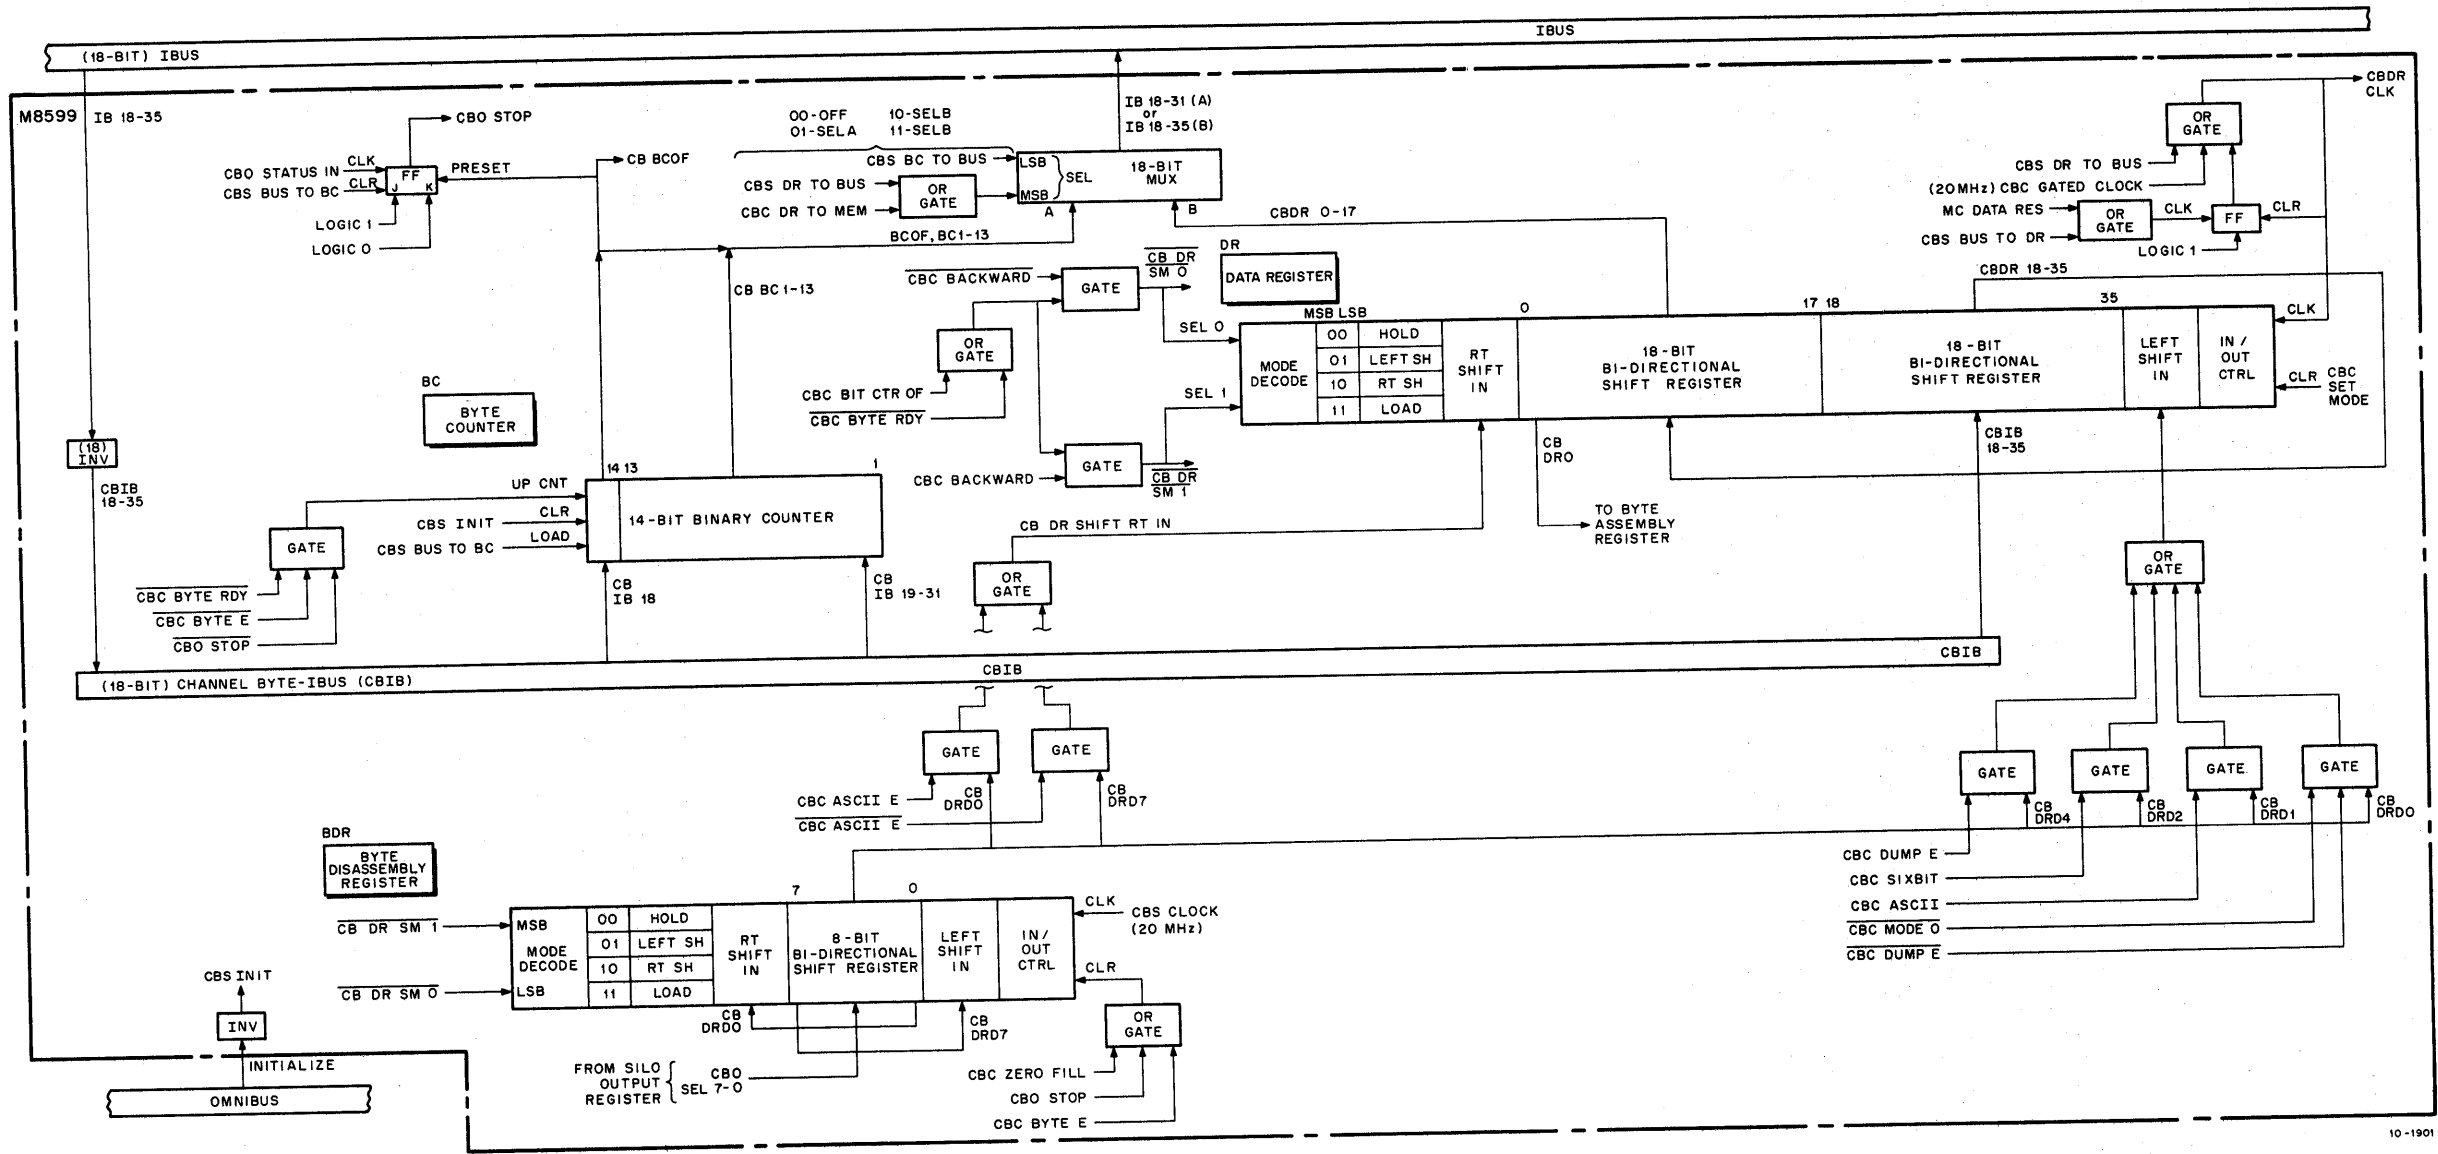 IBUS
(18-BIT) IBUS
M8599
IB 18-35
CBO STOP
CBO STATUS IN
CLK
CBS BUS TO BC
CLR
FF
J K
PRESET
LOGIC 1
LOGIC 0
CB BCOF
00-OFF 10-SELB
01-SELA 11-SELB
CBS BC TO BUS
CBS DR TO BUS
CBC DR TO MEM
OR
GATE
LSB
MSB
SEL
18-BIT
MUX
A
B
IB 18-31 (A)
or
IB 18-35 (B)
BCOF, BC1-13
CBDR 0-17
CBDR
CLK
OR
GATE
CBS DR TO BUS
(20MHz) CBC GATED CLOCK
MC DATA RES
CBS BUS TO DR
OR
GATE
CLK
FF
CLR
LOGIC 1
CB BC 1-13
CBC BACKWARD
GATE
CB DR
SM 0
DR
DATA REGISTER
OR
GATE
CBC BIT CTR OF
CBC BYTE RDY
CBC BACKWARD
GATE
CB DR
SM 1
SEL 0
SEL 1
MSB LSB
MODE
DECODE
00 HOLD
01 LEFT SH
10 RT SH
11 LOAD
RT
SHIFT
IN
0
18-BIT
BI-DIRECTIONAL
SHIFT REGISTER
17 18
18-BIT
BI-DIRECTIONAL
SHIFT REGISTER
CBDR 18-35
35
LEFT
SHIFT
IN
IN/
OUT
CTRL
CLK
CLR
CBC
SET
MODE
BC
BYTE
COUNTER
(18)
INV
CBIB
18-35
14 13
1
UP CNT
CBS INIT
CLR
CBS BUS TO BC
LOAD
14-BIT BINARY COUNTER
GATE
CBC BYTE RDY
CBC BYTE E
CBO STOP
CB
IB 18
CB
IB 19-31
CB DR SHIFT RT IN
OR
GATE
CB
DRO
TO BYTE
ASSEMBLY
REGISTER
CBIB
18-35
OR
GATE
(18-BIT) CHANNEL BYTE-IBUS (CBIB)
CBIB
CBIB
GATE
GATE
CBC ASCII E
CB
DRD0
CBC ASCII E
CB
DRD7
GATE
GATE
GATE
GATE
CB
DRD4
CB
DRD2
CB
DRD1
CB
DRD0
CBC DUMP E
CBC SIXBIT
CBC ASCII
CBC MODE 0
CBC DUMP E
BDR
BYTE
DISASSEMBLY
REGISTER
CB DR SM 1
CB DR SM 0
MSB
MODE
DECODE
LSB
00 HOLD
01 LEFT SH
10 RT SH
11 LOAD
RT
SHIFT
IN
7
0
8-BIT
BI-DIRECTIONAL
SHIFT REGISTER
LEFT
SHIFT
IN
IN/
OUT
CTRL
CLK
CBS CLOCK
(20 MHz)
CLR
CB
DRD0
CB
DRD7
FROM SILO
OUTPUT
REGISTER
CBO
SEL 7-0
OR
GATE
CBC ZERO FILL
CBO STOP
CBC BYTE E
CBS INIT
INV
INITIALIZE
OMNIBUS
10-1901